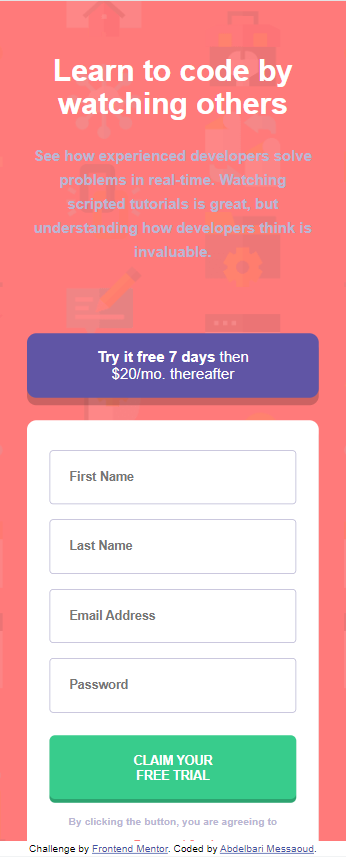 Learn to code by
watching others
See how experienced developers solve
problems in real-time. Watching
scripted tutorials is great, but
understanding how developers think is
invaluable.
Try it free 7 days then
$20/mo. thereafter
First Name
Last Name
Email Address
Password
CLAIM YOUR
FREE TRIAL
By clicking the button, you are agreeing to
Challenge by Frontend Mentor. Coded by Abdelbari Messaoud.